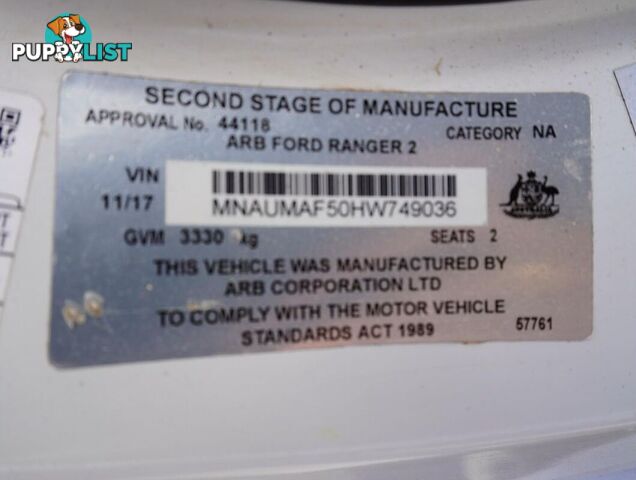 PUPPYLIST
SECOND STAGE OF MANUFACTURE
APPROVAL No. 44118
CATEGORY NA
ARB FORD RANGER 2
VIN
11/17
MNAUMAF50HW749036
GVM 3330 kg SEATS 2
THIS VEHICLE WAS MANUFACTURED BY
ARB CORPORATION LTD
TO COMPLY WITH THE MOTOR VEHICLE
STANDARDS ACT 1989
57761